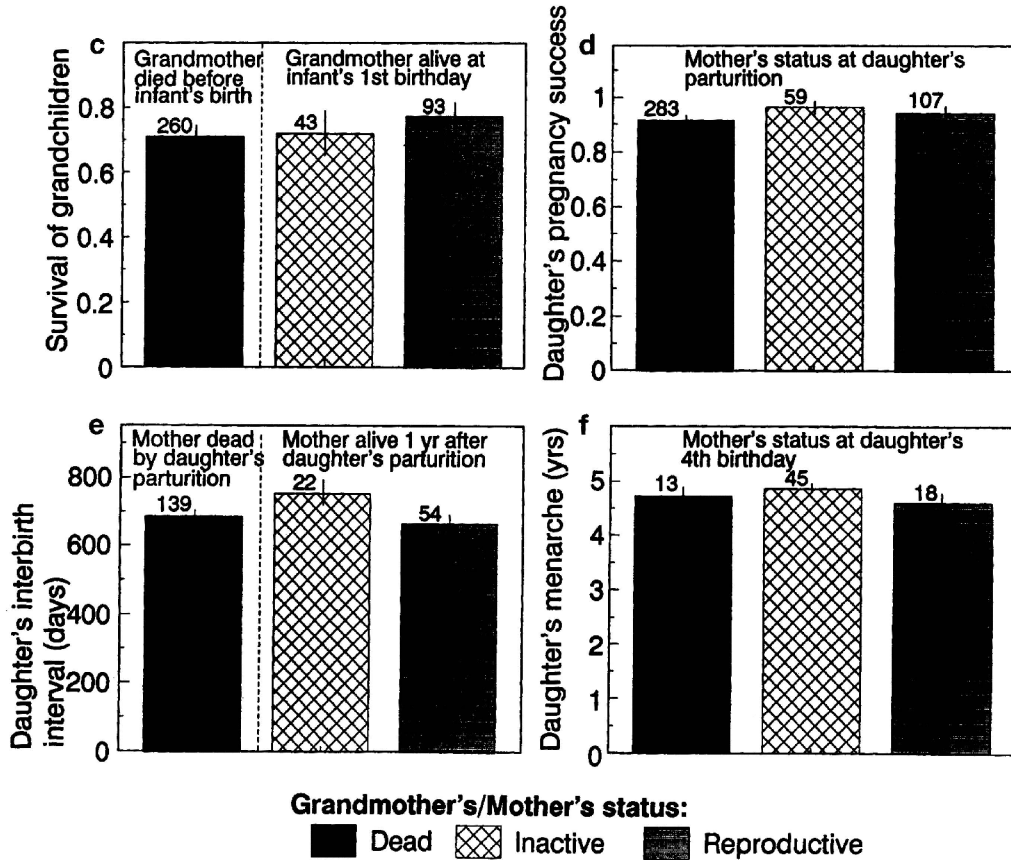 c
Grandmother
died before
infant's birth
Grandmother alive at
infant's 1st birthday
Survival of grandchildren
0.8
0.6
0.4
0.2
0
260
43
93
d
Mother's status at daughter's
parturition
Daughter's pregnancy success
1
0.8
0.6
0.4
0.2
0
283
59
107
e
Mother dead
by daughter's
parturition
Mother alive 1 yr after
daughter's parturition
Daughter's interbirth
interval (days)
800
600
400
200
0
139
22
54
f
Mother's status at daughter's
4th birthday
Daughter's menarche (yrs)
6
5
4
3
2
1
0
13
45
18
Grandmother's/Mother's status:
Dead
Inactive
Reproductive